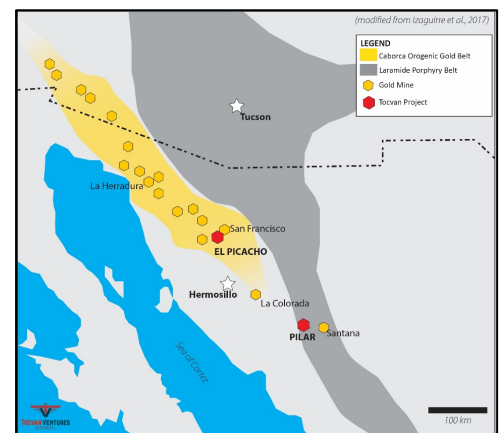 (modified from Izaguirre et al., 2017)
LEGEND
Caborca Orogenic Gold Belt
Laramide Porphyry Belt
Gold Mine
Tocvan Project
Tucson
La Herradura
San Francisco
EL PICACHO
Hermosillo
La Colorada
PILAR
Santana
Sea of Cortez
TOCVAN VENTURES
100 km